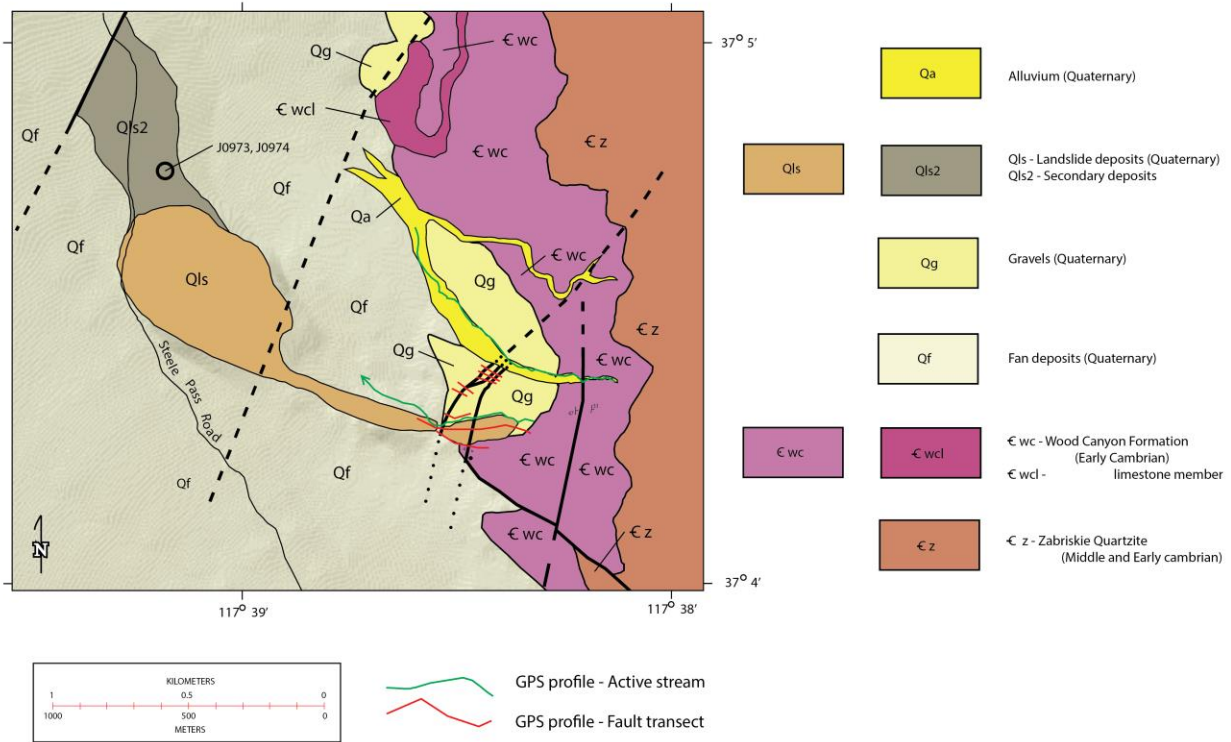 Qg
Є wc
37° 5'
Qa
Alluvium (Quaternary)
Є wcl
Qls2
Qf
J0973, J0974
Qf
Є wc
Є z
Qls
Qls2
Qls - Landslide deposits (Quaternary)
Qls2 - Secondary deposits
Qa
Qf
Є wc
Qg
Qg
Gravels (Quaternary)
Qls
Qf
Є z
Qg
Є wc
Qf
Fan deposits (Quaternary)
Steele Pass Road
Qg
Qf
Є wc
Є wc
Є wc
Є wcl
Є wc - Wood Canyon Formation
(Early Cambrian)
Є wcl - limestone member
Qf
Є wc
Є z
Є z
Є z - Zabriskie Quartzite
(Middle and Early cambrian)
N
37° 4'
117° 39'
117° 38'
KILOMETERS
1 0.5 0
1000 500 0
METERS
GPS profile - Active stream
GPS profile - Fault transect